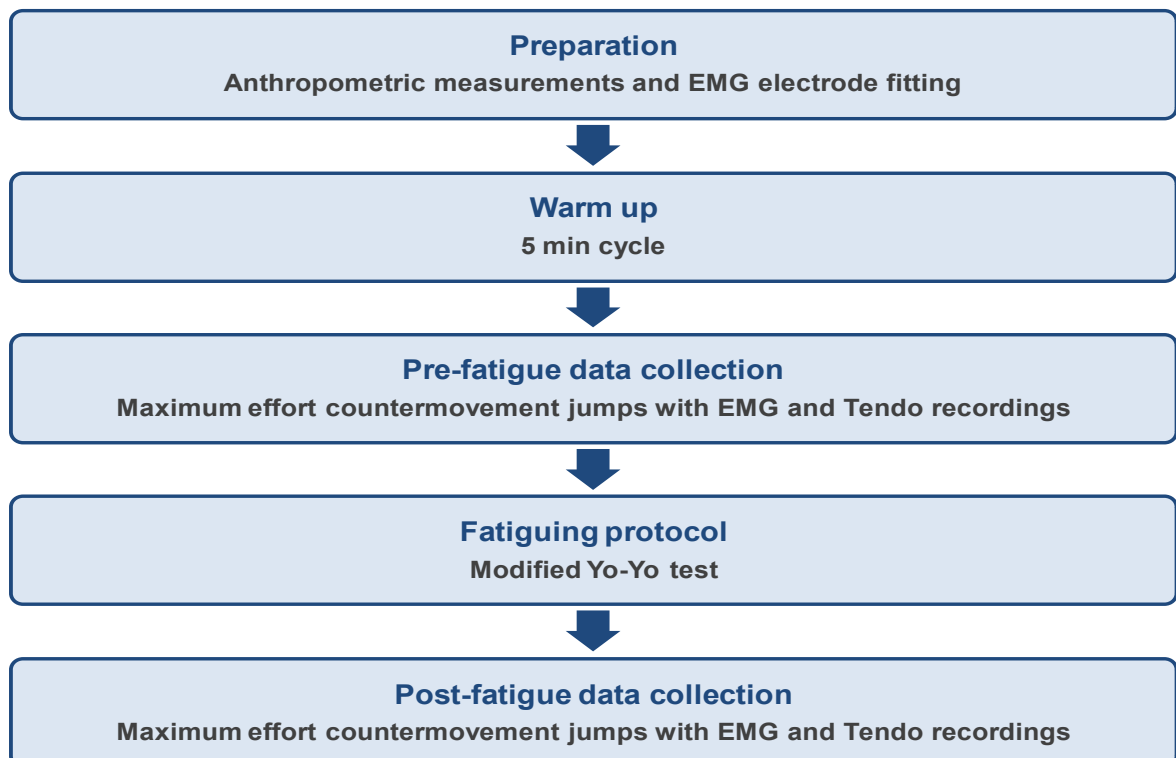 Preparation
Anthropometric measurements and EMG electrode fitting
Warm up
5 min cycle
Pre-fatigue data collection
Maximum effort countermovement jumps with EMG and Tendo recordings
Fatiguing protocol
Modified Yo-Yo test
Post-fatigue data collection
Maximum effort countermovement jumps with EMG and Tendo recordings